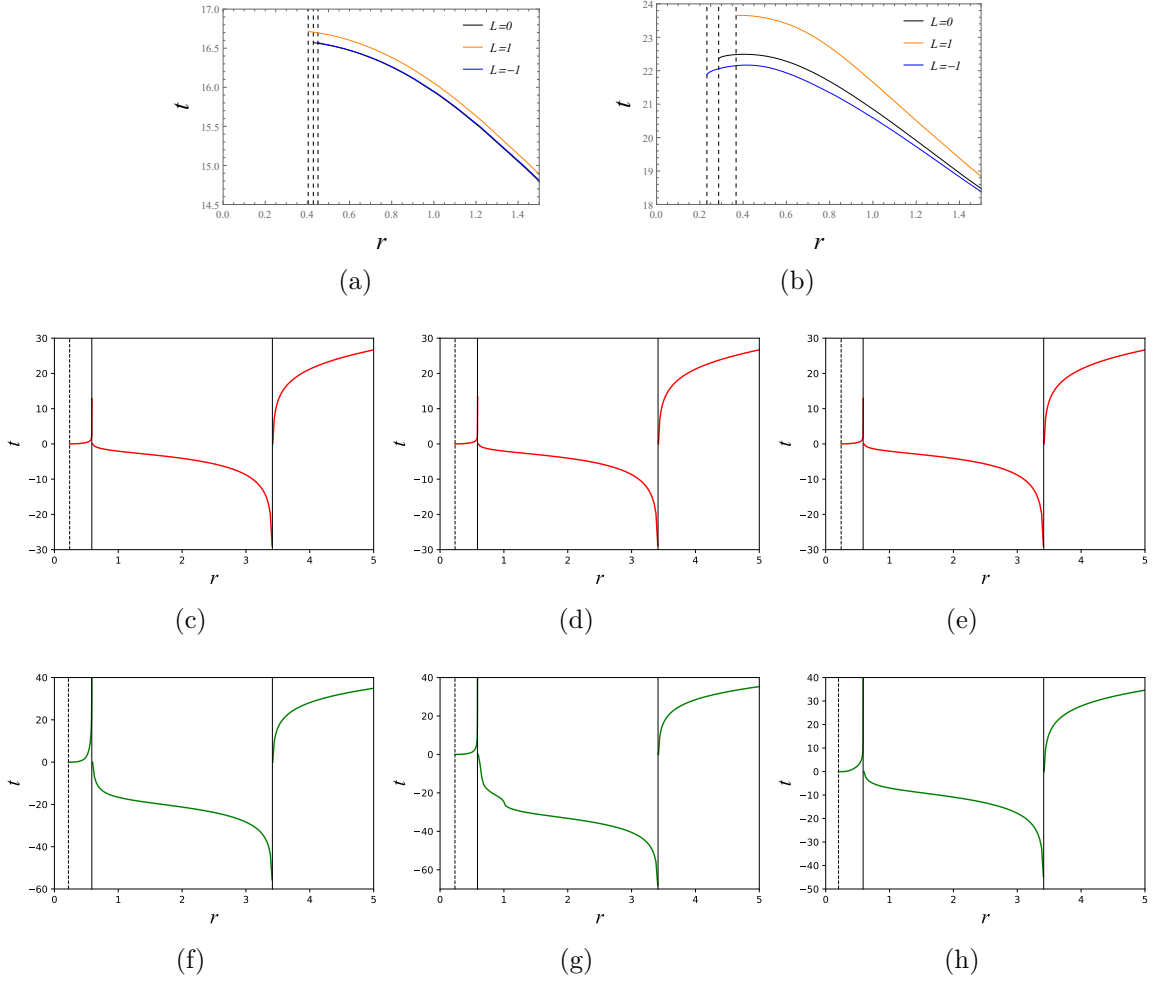 17.0
16.5
16.0
15.5
15.0
14.5
t
L=0
L=1
L=-1
0.0 0.2 0.4 0.6 0.8 1.0 1.2 1.4
r
(a)
24
23
22
21
20
19
18
t
L=0
L=1
L=-1
0.0 0.2 0.4 0.6 0.8 1.0 1.2 1.4
r
(b)
30
20
10
0
−10
−20
−30
t
0 1 2 3 4 5
r
(c)
30
20
10
0
−10
−20
−30
t
0 1 2 3 4 5
r
(d)
30
20
10
0
−10
−20
−30
t
0 1 2 3 4 5
r
(e)
40
20
0
−20
−40
−60
t
0 1 2 3 4 5
r
(f)
40
20
0
−20
−40
−60
t
0 1 2 3 4 5
r
(g)
40
30
20
10
0
−10
−20
−30
−40
−50
t
0 1 2 3 4 5
r
(h)